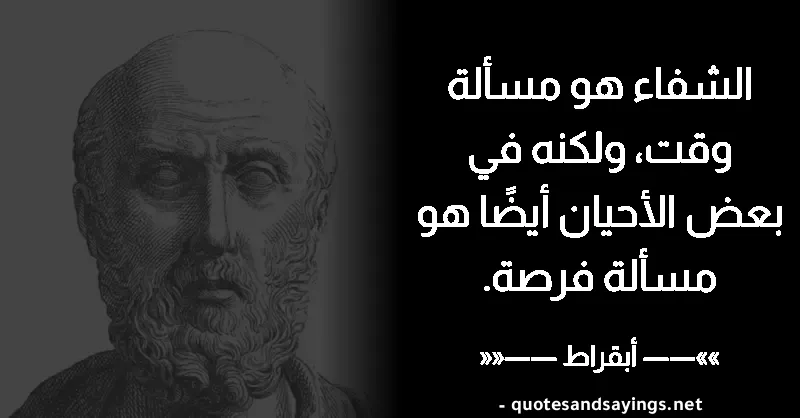 الشفاء هو مسألة
وقت، ولكنه في
بعض الأحيان أيضًا هو
مسألة فرصة.
»»—— أبقراط ——««
- quotesandsayings.net